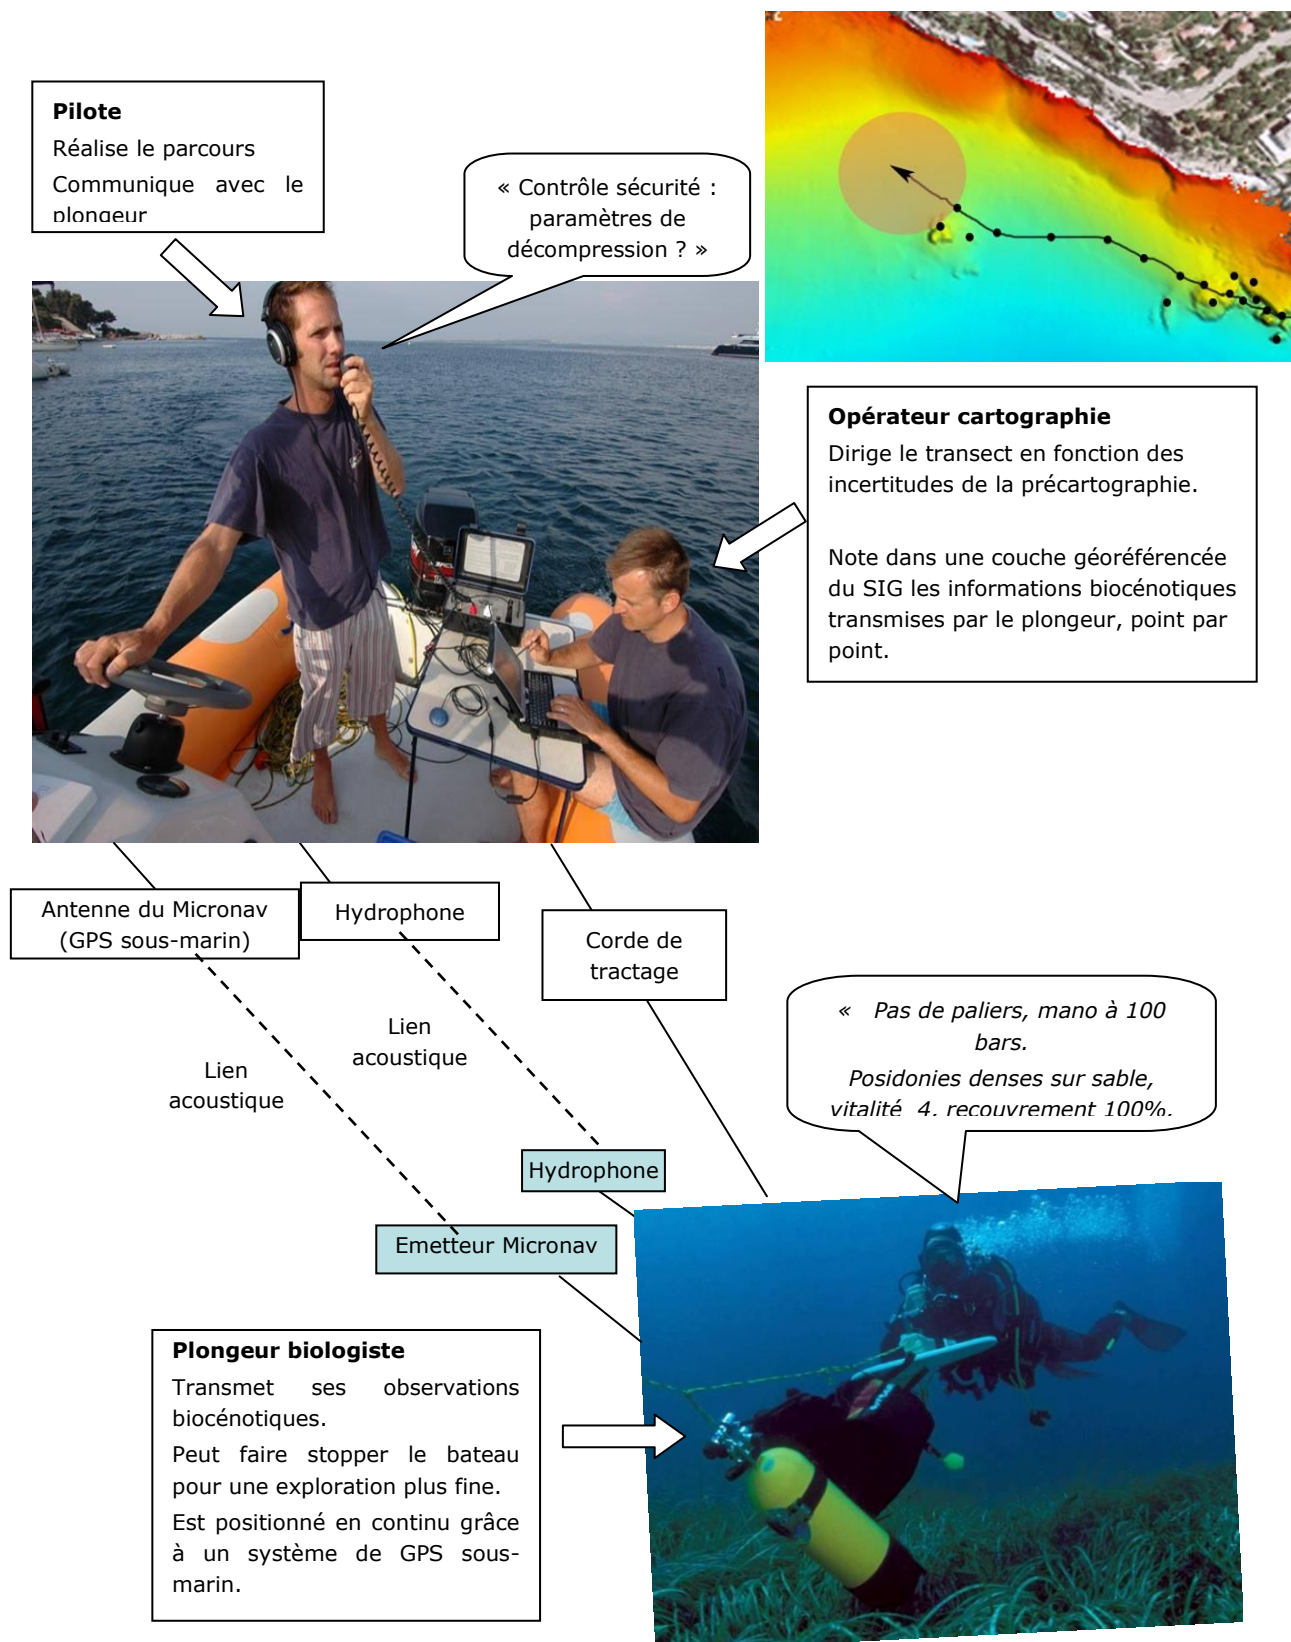 Pilote
Réalise le parcours
Communique avec le
plongeur
« Contrôle sécurité :
paramètres de
décompression ? »
Opérateur cartographie
Dirige le transect en fonction des
incertitudes de la précartographie.
Note dans une couche géoréférencée
du SIG les informations biocénotiques
transmises par le plongeur, point par
point.
Antenne du Micronav
(GPS sous-marin)
Hydrophone
Corde de
tractage
Lien
acoustique
Lien
acoustique
« Pas de paliers, mano à 100
bars.
Posidonies denses sur sable,
vitalité 4, recouvrement 100%.
Hydrophone
Emetteur Micronav
Plongeur biologiste
Transmet ses observations
biocénotiques.
Peut faire stopper le bateau
pour une exploration plus fine.
Est positionné en continu grâce
à un système de GPS sous-
marin.